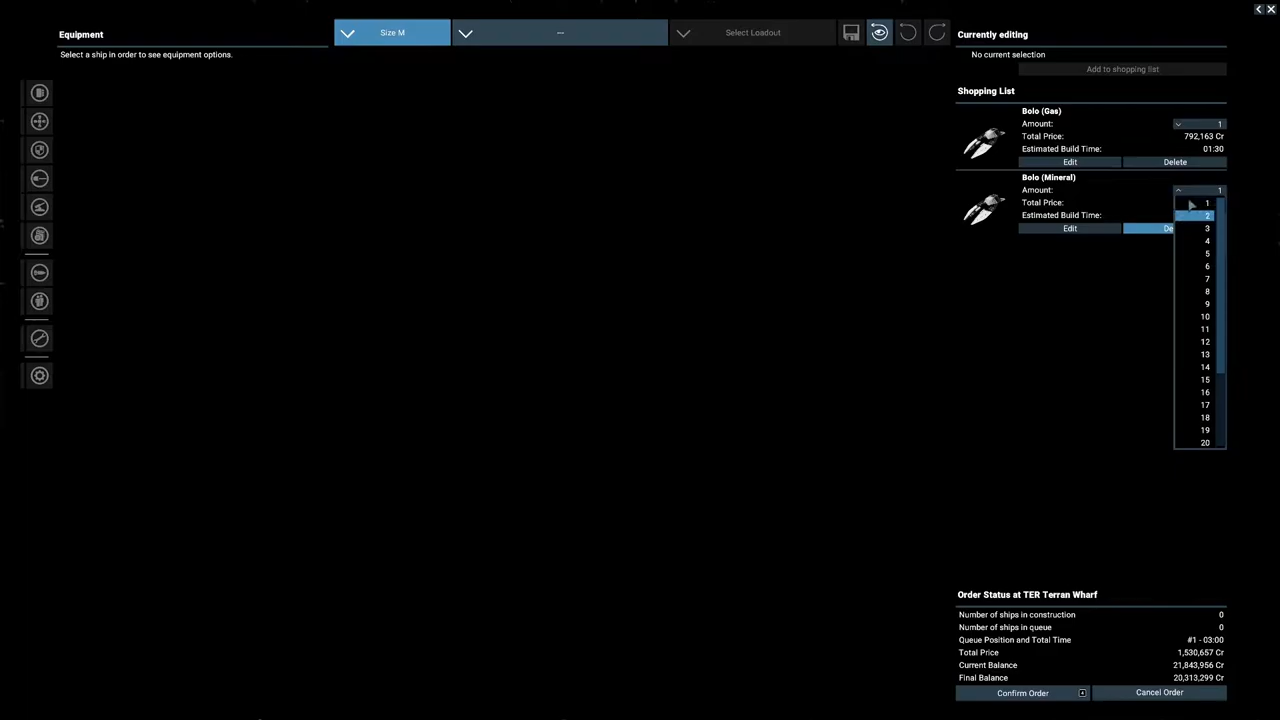 Equipment
Select a ship in order to see equipment options.
Size M
--
Select Loadout
Currently editing
No current selection
Add to shopping list
Shopping List
Bolo (Gas)
Amount: 1
Total Price: 792,163 Cr
Estimated Build Time: 01:30
Edit Delete
Bolo (Mineral)
Amount: 1
Total Price:
Estimated Build Time:
Edit De
1
2
3
4
5
6
7
8
9
10
11
12
13
14
15
16
17
18
19
20
Order Status at TER Terran Wharf
Number of ships in construction 0
Number of ships in queue 0
Queue Position and Total Time #1 - 03:00
Total Price 1,530,657 Cr
Current Balance 21,843,956 Cr
Final Balance 20,313,299 Cr
Confirm Order Cancel Order